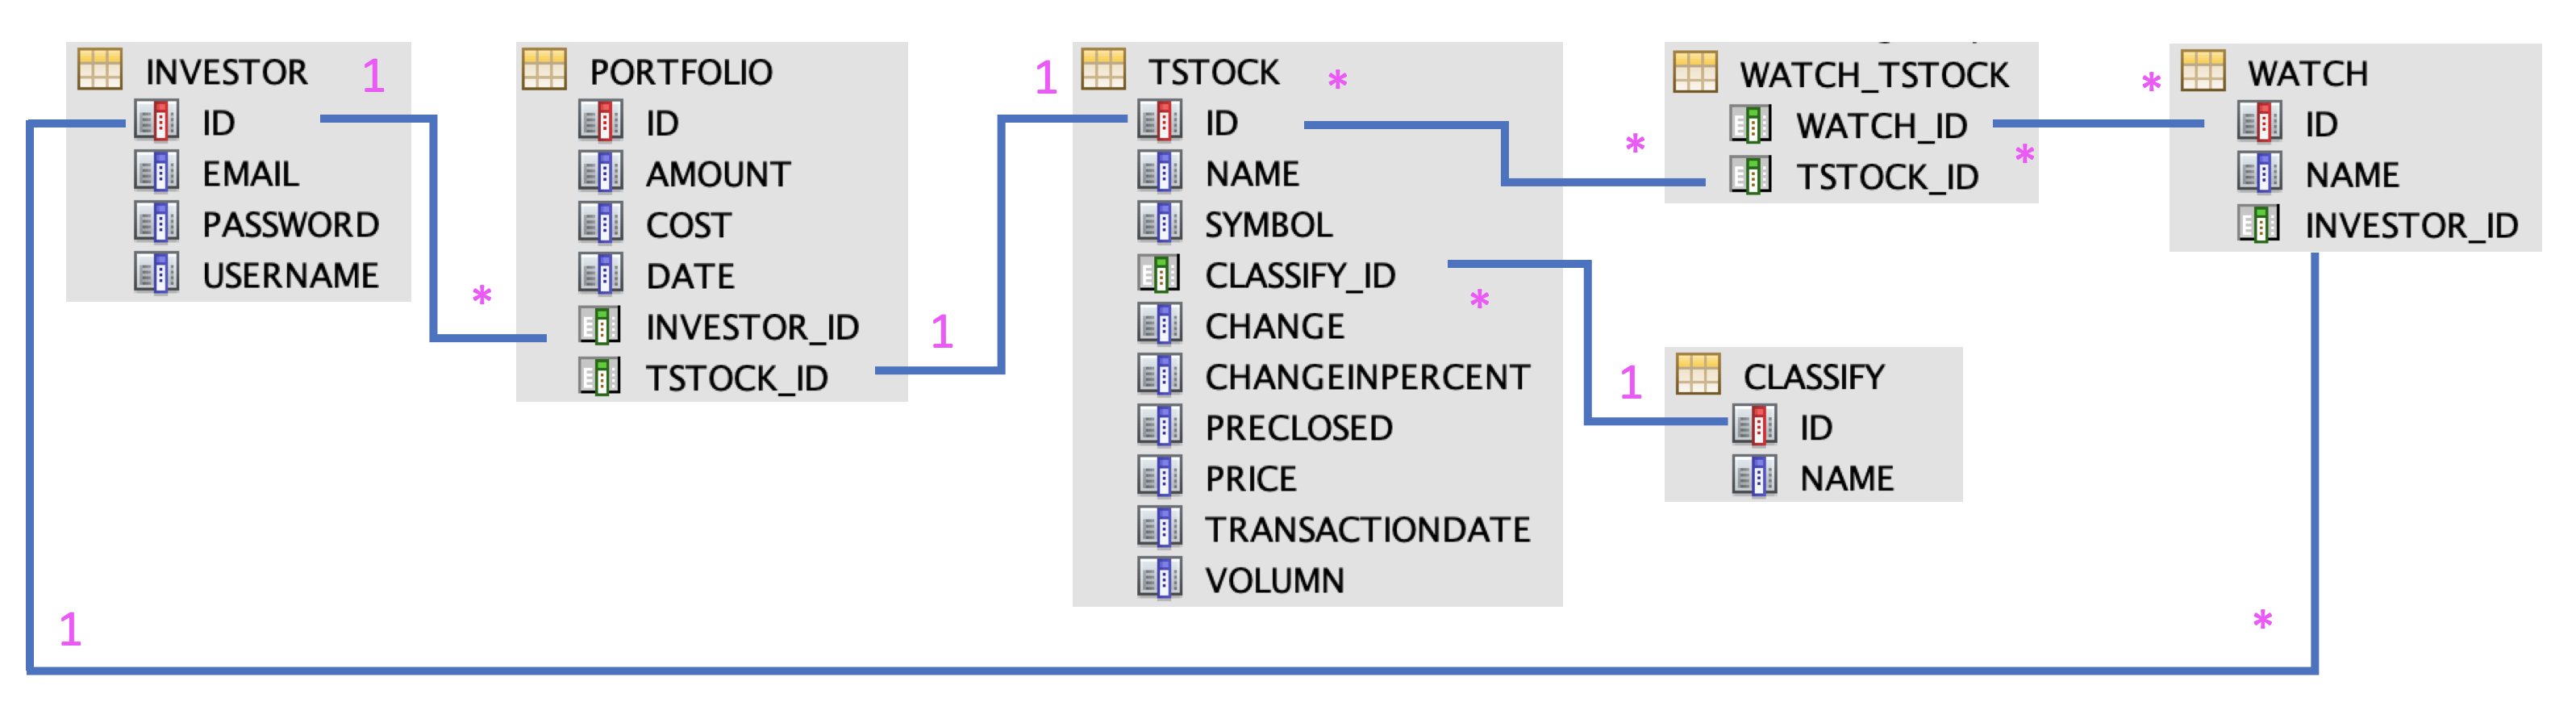 INVESTOR 1
ID
EMAIL
PASSWORD
USERNAME
*
PORTFOLIO
ID
AMOUNT
COST
DATE
INVESTOR_ID
TSTOCK_ID
1
1
TSTOCK *
ID
NAME
SYMBOL
CLASSIFY_ID
*
CHANGE
CHANGEINPERCENT
PRECLOSED
PRICE
TRANSACTIONDATE
VOLUMN
*
WATCH_TSTOCK
WATCH_ID
*
TSTOCK_ID
1
CLASSIFY
ID
NAME
*
WATCH
ID
NAME
INVESTOR_ID
1
*